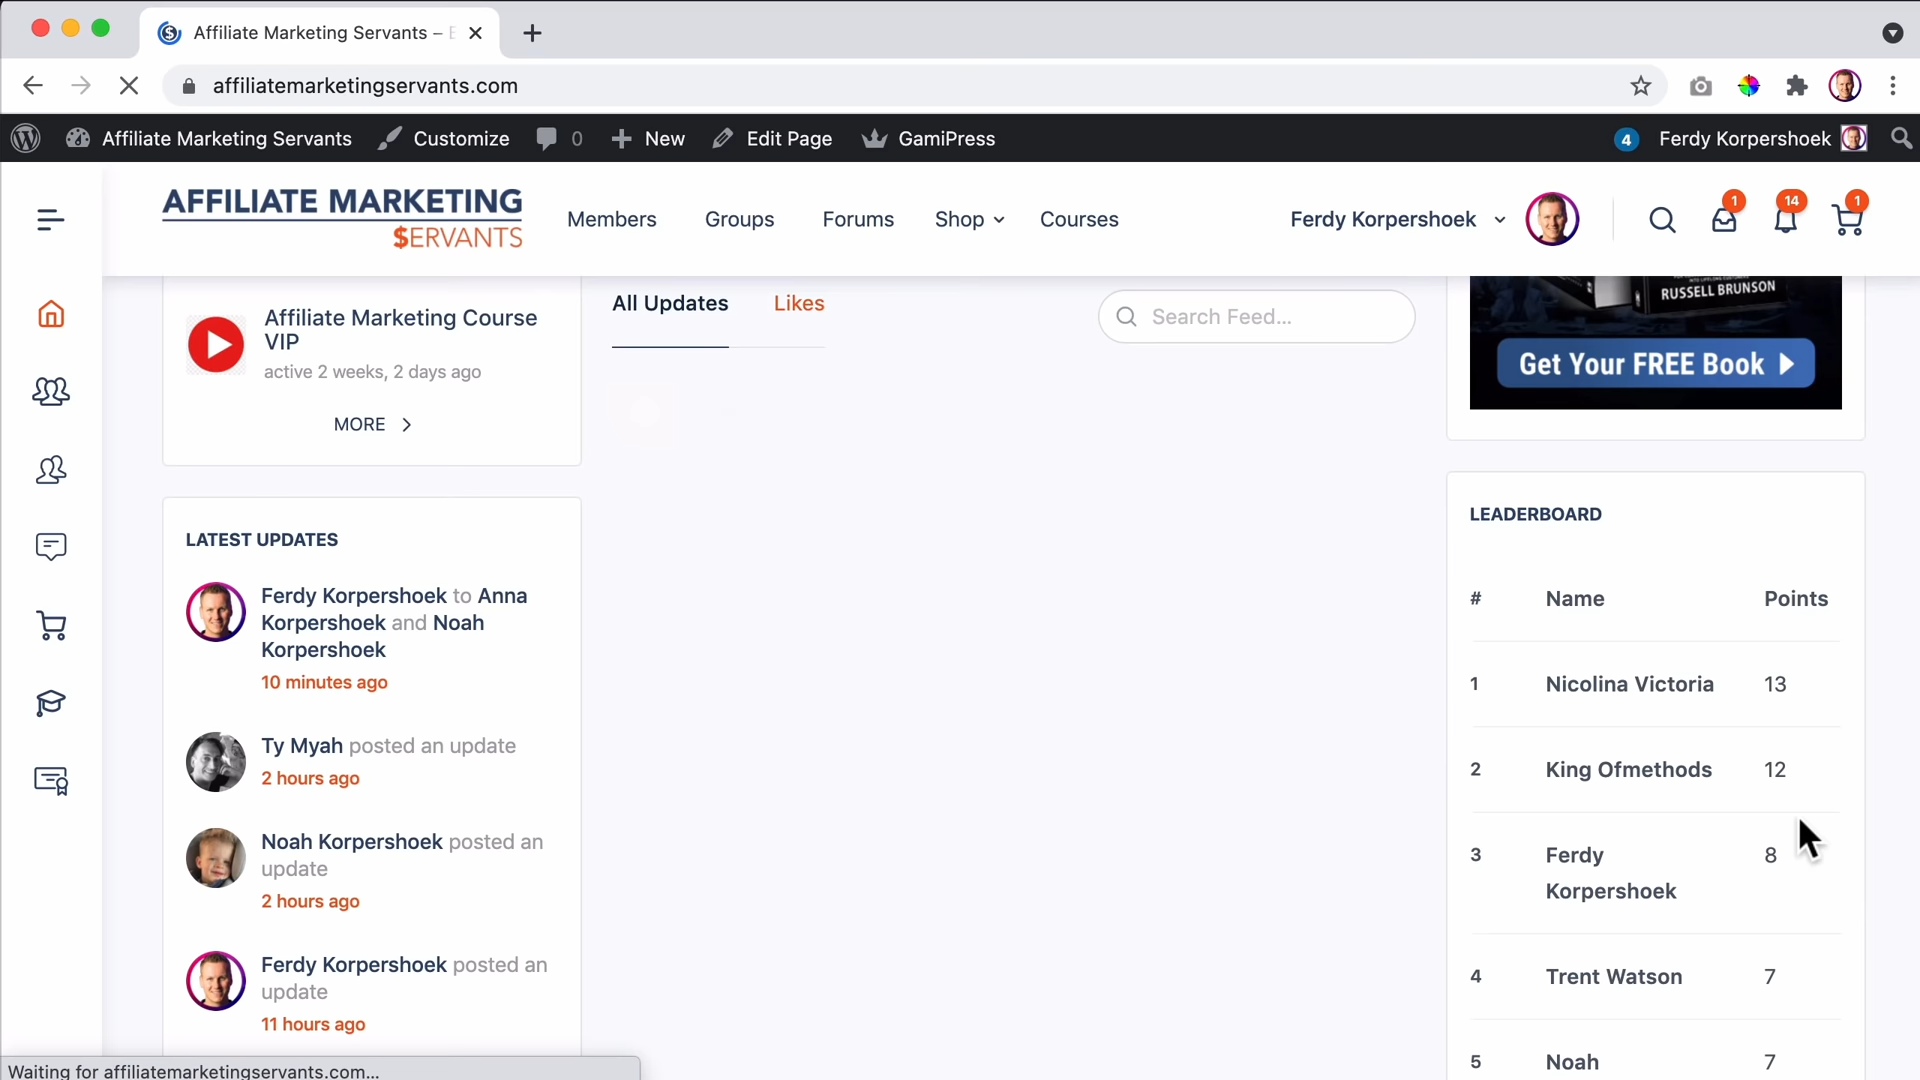 Affiliate Marketing Servants –
affiliatemarketingservants.com
Affiliate Marketing Servants Customize 0 New Edit Page GamiPress 4 Ferdy Korpershoek
AFFILIATE MARKETING
$ERVANTS
Members Groups Forums Shop Courses Ferdy Korpershoek 1 14 1
Affiliate Marketing Course
VIP
active 2 weeks, 2 days ago
MORE
All Updates Likes Search Feed...
RUSSELL BRUNSON
Get Your FREE Book
LATEST UPDATES
Ferdy Korpershoek to Anna
Korpershoek and Noah
Korpershoek
10 minutes ago
Ty Myah posted an update
2 hours ago
Noah Korpershoek posted an
update
2 hours ago
Ferdy Korpershoek posted an
update
11 hours ago
LEADERBOARD
# Name Points
1 Nicolina Victoria 13
2 King Ofmethods 12
3 Ferdy 8
Korpershoek
4 Trent Watson 7
5 Noah 7
Waiting for affiliatemarketingservants.com...